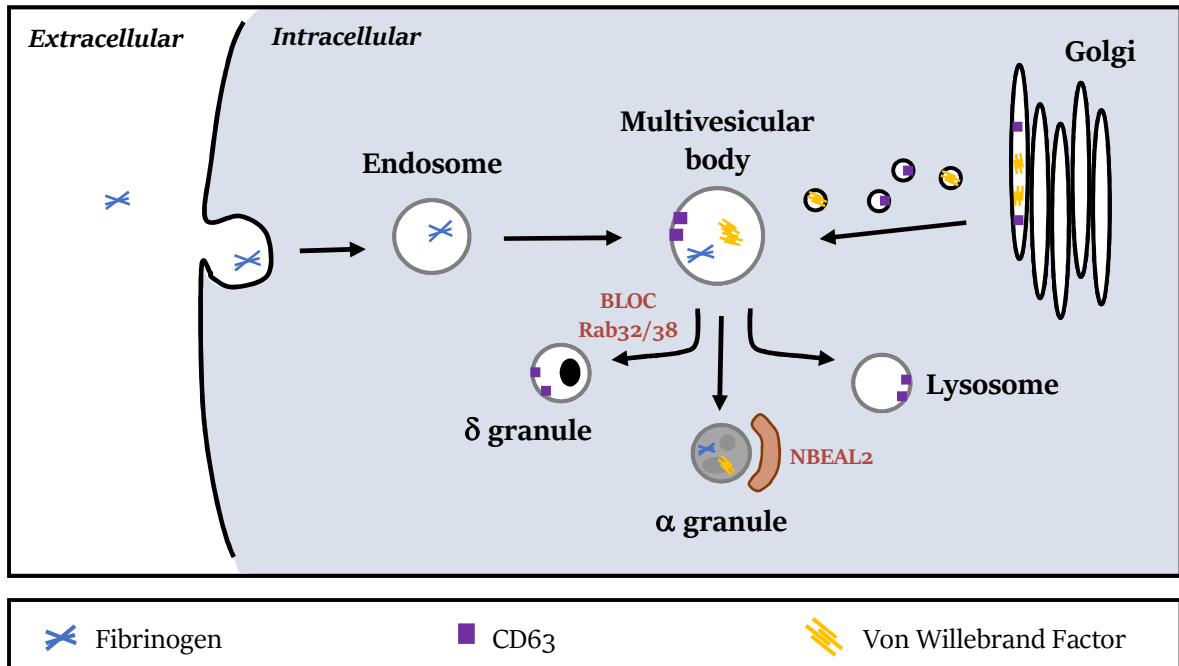 Extracellular
Intracellular
Golgi
Multivesicular
body
Endosome
BLOC
Rab32/38
Lysosome
δ granule
NBEAL2
α granule
Fibrinogen
CD63
Von Willebrand Factor